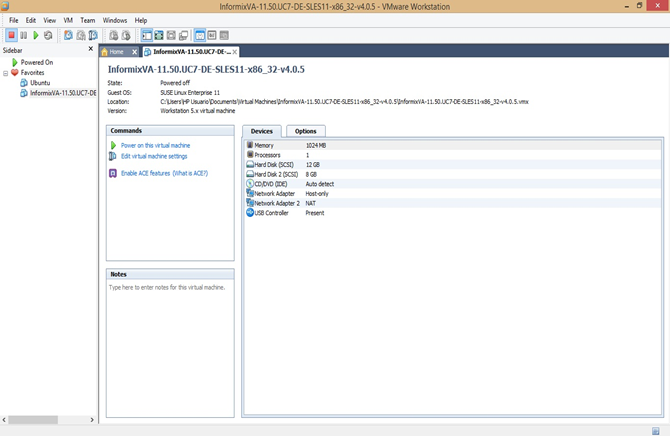 InformixVA-11.50.UC7-DE-SLES11-x86_32-v4.0.5 - VMware Workstation
File Edit View VM Team Windows Help
Sidebar
Powered On
Favorites
Ubuntu
InformixVA-11.50.UC7-DE
Home
InformixVA-11.50.UC7-DE-...
InformixVA-11.50.UC7-DE-SLES11-x86_32-v4.0.5
State: Powered off
Guest OS: SUSE Linux Enterprise 11
Location: C:\Users\HP Usuario\Documents\Virtual Machines\InformixVA-11.50.UC7-DE-SLES11-x86_32-v4.0.5\InformixVA-11.50.UC7-DE-SLES11-x86_32-v4.0.5.vmx
Version: Workstation 5.x virtual machine
Commands
Power on this virtual machine
Edit virtual machine settings
Enable ACE features (What is ACE?)
Notes
Type here to enter notes for this virtual machine.
Devices Options
Memory 1024 MB
Processors 1
Hard Disk (SCSI) 12 GB
Hard Disk 2 (SCSI) 8 GB
CD/DVD (IDE) Auto detect
Network Adapter Host-only
Network Adapter 2 NAT
USB Controller Present